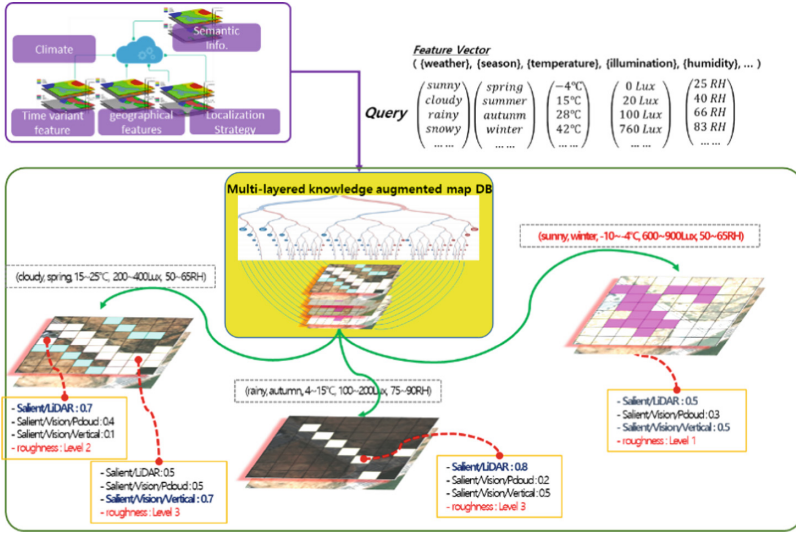 Semantic
Info.
Climate
Time variant
feature
geographical
features
Localization
Strategy
Feature Vector
( {weather}, {season}, {temperature}, {illumination}, {humidity}, ... )
Query
sunny
cloudy
rainy
snowy
... ...
spring
summer
autunm
winter
... ...
−4℃
15℃
28℃
42℃
... ...
0 Lux
20 Lux
100 Lux
760 Lux
... ...
25 RH
40 RH
66 RH
83 RH
... ...
Multi-layered knowledge augmented map DB
(sunny, winter, -10~-4℃, 600~900Lux, 50~65RH)
(cloudy, spring, 15~25℃, 200~400Lux, 50~65RH)
(rainy, autumn, 4~15℃, 100~200Lux, 75~90RH)
- Salient/LiDAR : 0.7
- Salient/Vision/Pcloud : 0.4
- Salient/Vision/Vertical : 0.1
- roughness : Level 2
- Salient/LiDAR : 0.5
- Salient/Vision/Pcloud : 0.5
- Salient/Vision/Vertical : 0.7
- roughness : Level 3
- Salient/LiDAR : 0.8
- Salient/Vision/Pcloud : 0.2
- Salient/Vision/Vertical : 0.5
- roughness : Level 3
- Salient/LiDAR : 0.5
- Salient/Vision/Pcloud : 0.3
- Salient/Vision/Vertical : 0.5
- roughness : Level 1